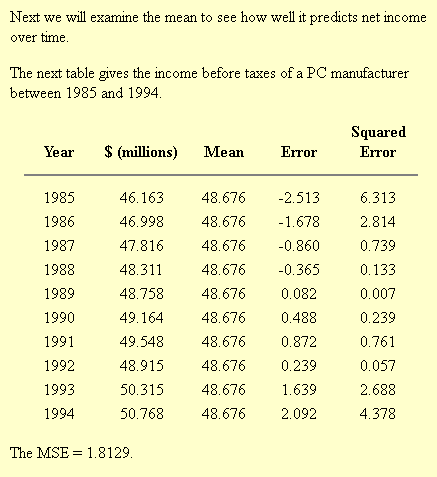 Next we will examine the mean to see how well it predicts net income
over time.
The next table gives the income before taxes of a PC manufacturer
between 1985 and 1994.
Year $ (millions) Mean Error Squared Error
1985 46.163 48.676 -2.513 6.313
1986 46.998 48.676 -1.678 2.814
1987 47.816 48.676 -0.860 0.739
1988 48.311 48.676 -0.365 0.133
1989 48.758 48.676 0.082 0.007
1990 49.164 48.676 0.488 0.239
1991 49.548 48.676 0.872 0.761
1992 48.915 48.676 0.239 0.057
1993 50.315 48.676 1.639 2.688
1994 50.768 48.676 2.092 4.378
The MSE = 1.8129.